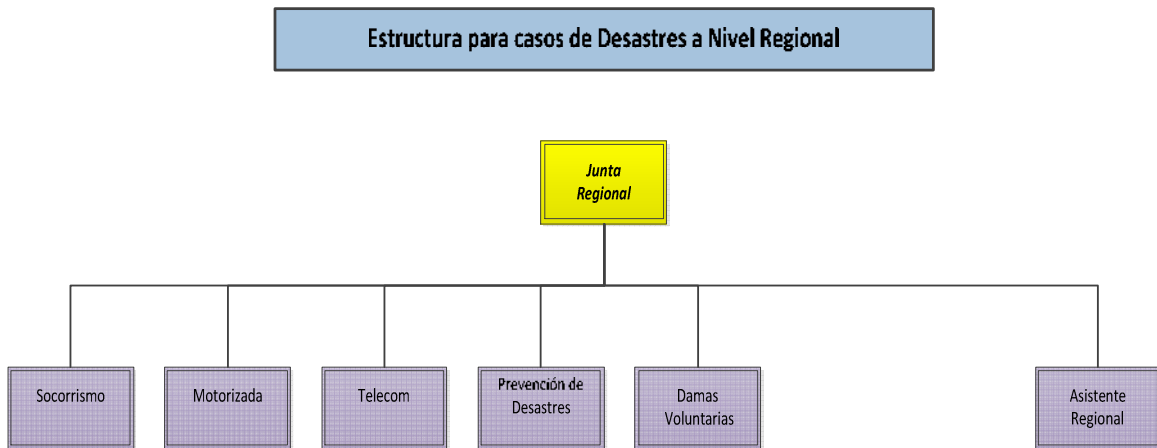 Estructura para casos de Desastres a Nivel Regional
Junta
Regional
Socorrismo
Motorizada
Telecom
Prevención de
Desastres
Damas
Voluntarias
Asistente
Regional